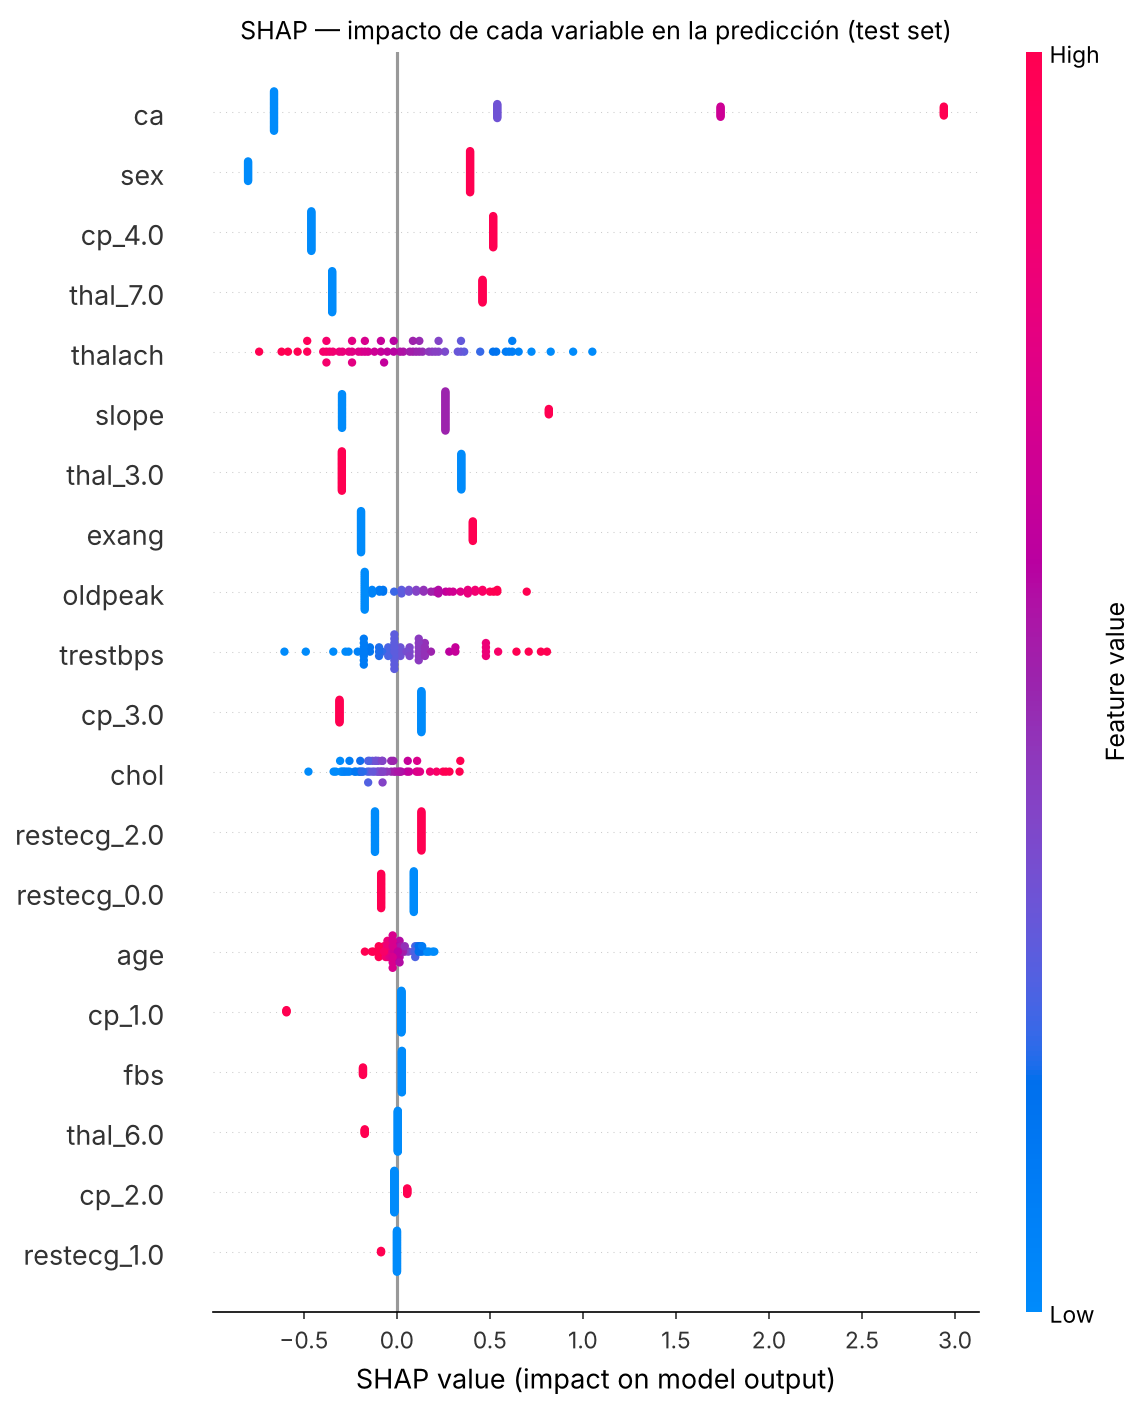 SHAP — impacto de cada variable en la predicción (test set)
High
ca
sex
cp_4.0
thal_7.0
thalach
slope
thal_3.0
exang
oldpeak
trestbps
cp_3.0
chol
restecg_2.0
restecg_0.0
age
cp_1.0
fbs
thal_6.0
cp_2.0
restecg_1.0
Feature value
Low
−0.5 0.0 0.5 1.0 1.5 2.0 2.5 3.0
SHAP value (impact on model output)